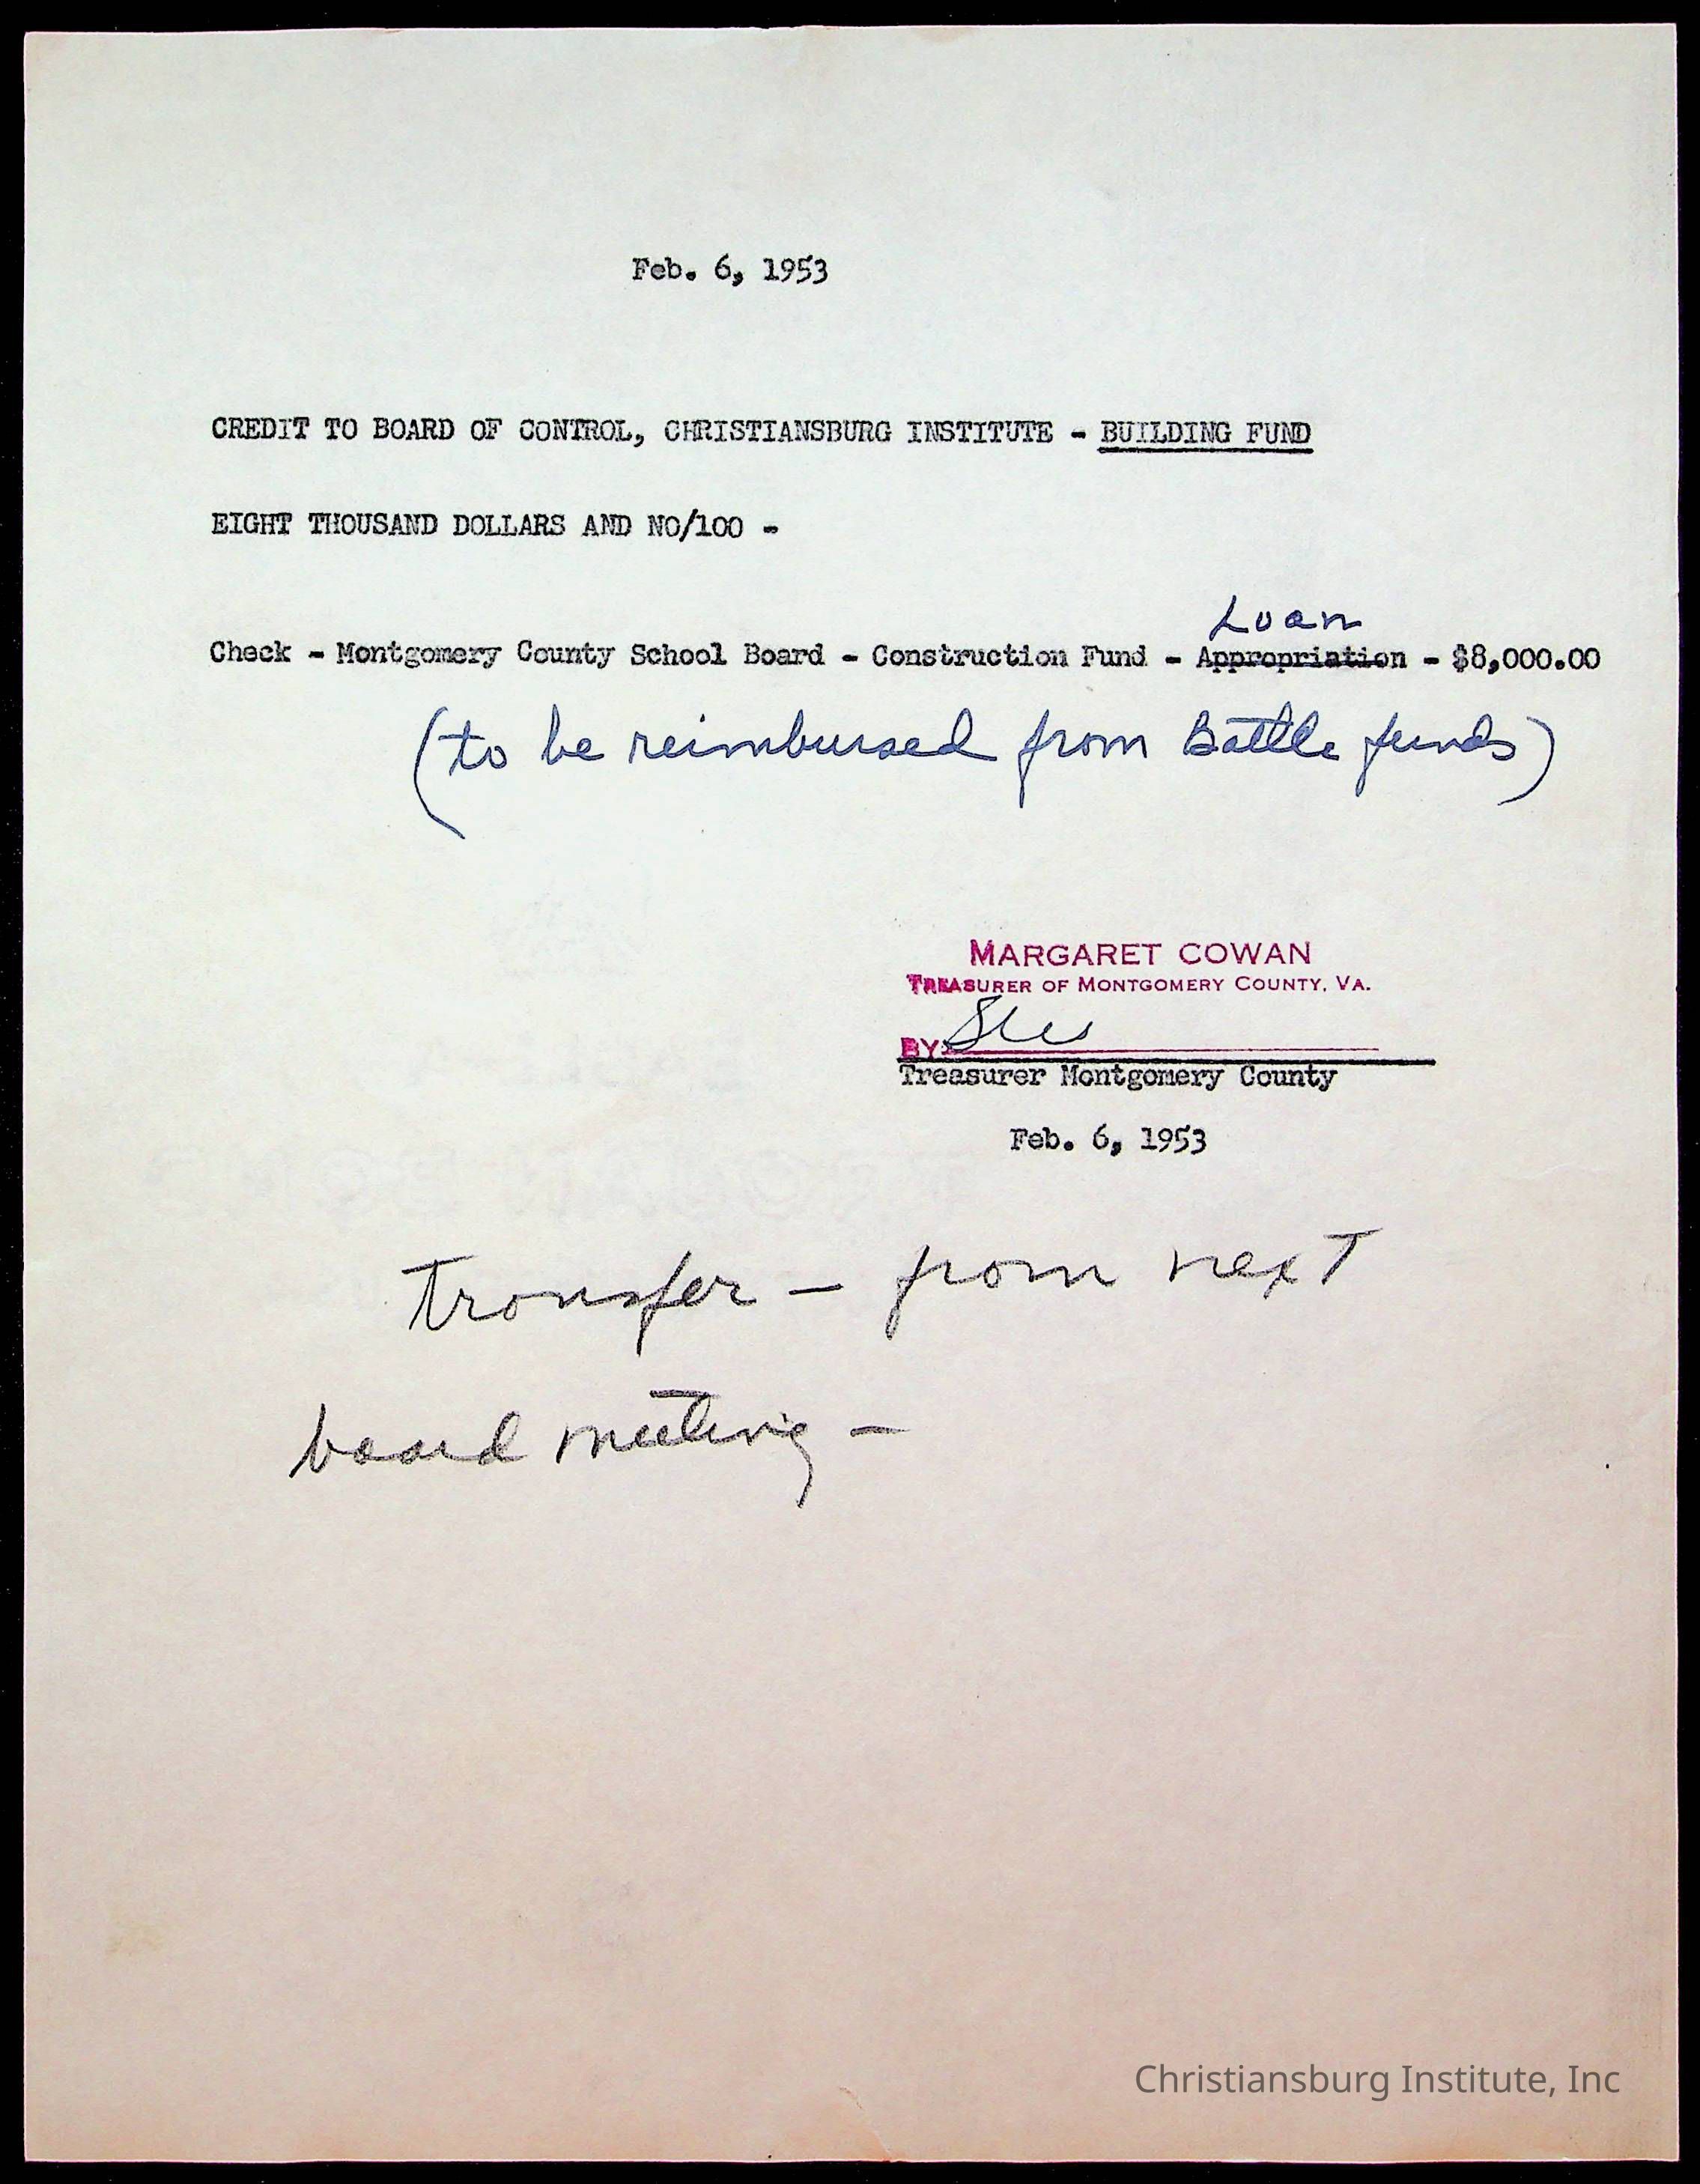 Feb. 6, 1953
CREDIT TO BOARD OF CONTROL, CHRISTIANSBURG INSTITUTE - BUILDING FUND
EIGHT THOUSAND DOLLARS AND NO/100 -
Loan
Check - Montgomery County School Board - Construction Fund - Appropriation - $8,000.00
(to be reimbursed from Battle funds)
MARGARET COWAN
TREASURER OF MONTGOMERY COUNTY, VA.
BY:
Treasurer Montgomery County
Feb. 6, 1953
Transfer - from next
board meeting -
Christiansburg Institute, Inc